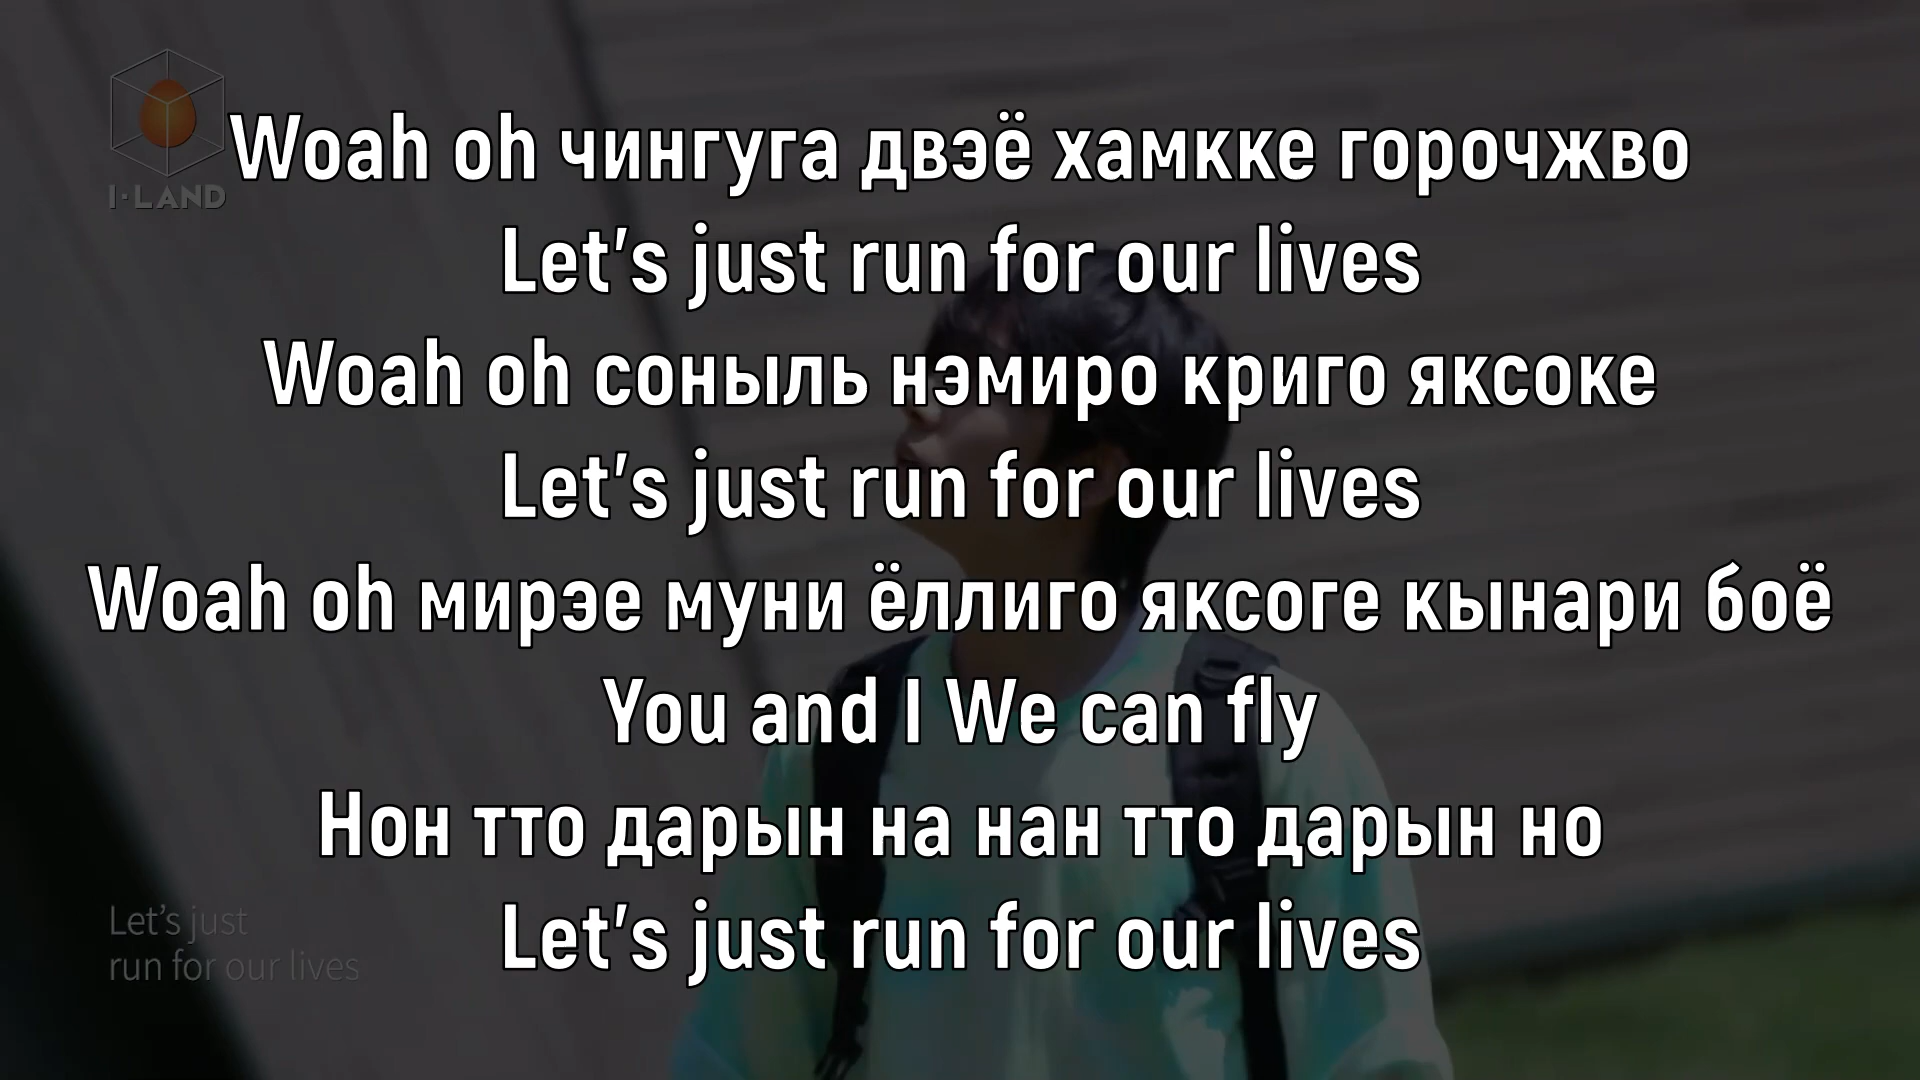 I·LAND
Woah oh чингуга двэё хамкке горочжво
Let's just run for our lives
Woah oh соныль нэмиро криго яксоке
Let's just run for our lives
Woah oh мирэе муни ёллиго яксоге кынари боё
You and I We can fly
Нон тто дарын на нан тто дарын но
Let's just run for our lives
Let's just
run for our lives